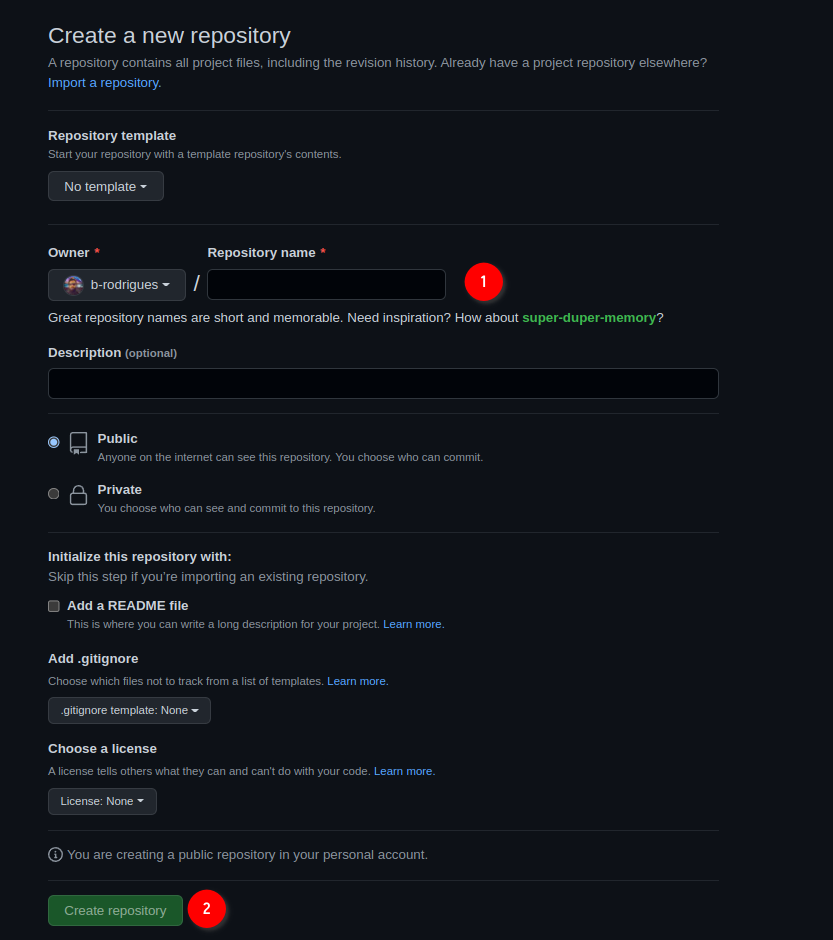 Create a new repository
A repository contains all project files, including the revision history. Already have a project repository elsewhere?
Import a repository.
Repository template
Start your repository with a template repository's contents.
No template
Owner * Repository name *
b-rodrigues / 1
Great repository names are short and memorable. Need inspiration? How about super-duper-memory?
Description (optional)
Public
Anyone on the internet can see this repository. You choose who can commit.
Private
You choose who can see and commit to this repository.
Initialize this repository with:
Skip this step if you're importing an existing repository.
Add a README file
This is where you can write a long description for your project. Learn more.
Add .gitignore
Choose which files not to track from a list of templates. Learn more.
.gitignore template: None
Choose a license
A license tells others what they can and can't do with your code. Learn more.
License: None
You are creating a public repository in your personal account.
Create repository 2